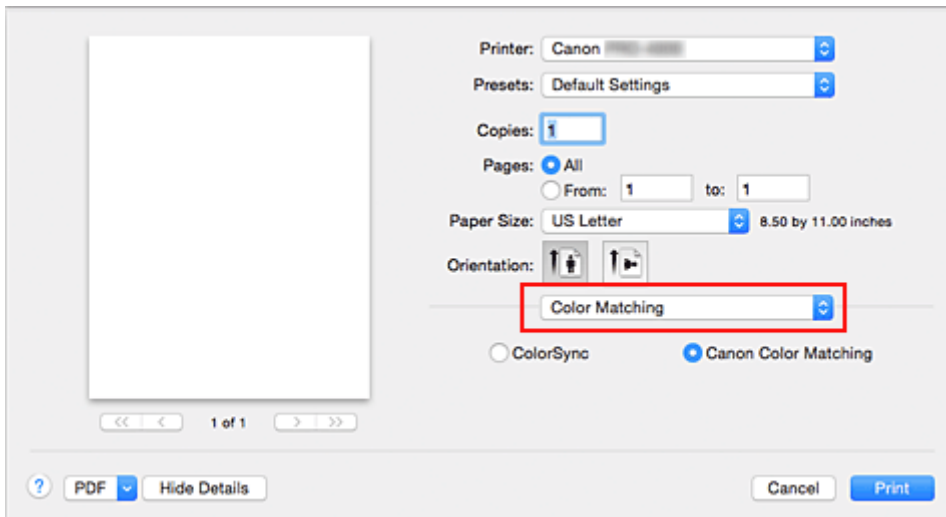 Printer: Canon
Presets: Default Settings
Copies: 1
Pages: All
From: 1 to: 1
Paper Size: US Letter 8.50 by 11.00 inches
Orientation:
Color Matching
ColorSync Canon Color Matching
1 of 1
? PDF Hide Details Cancel Print